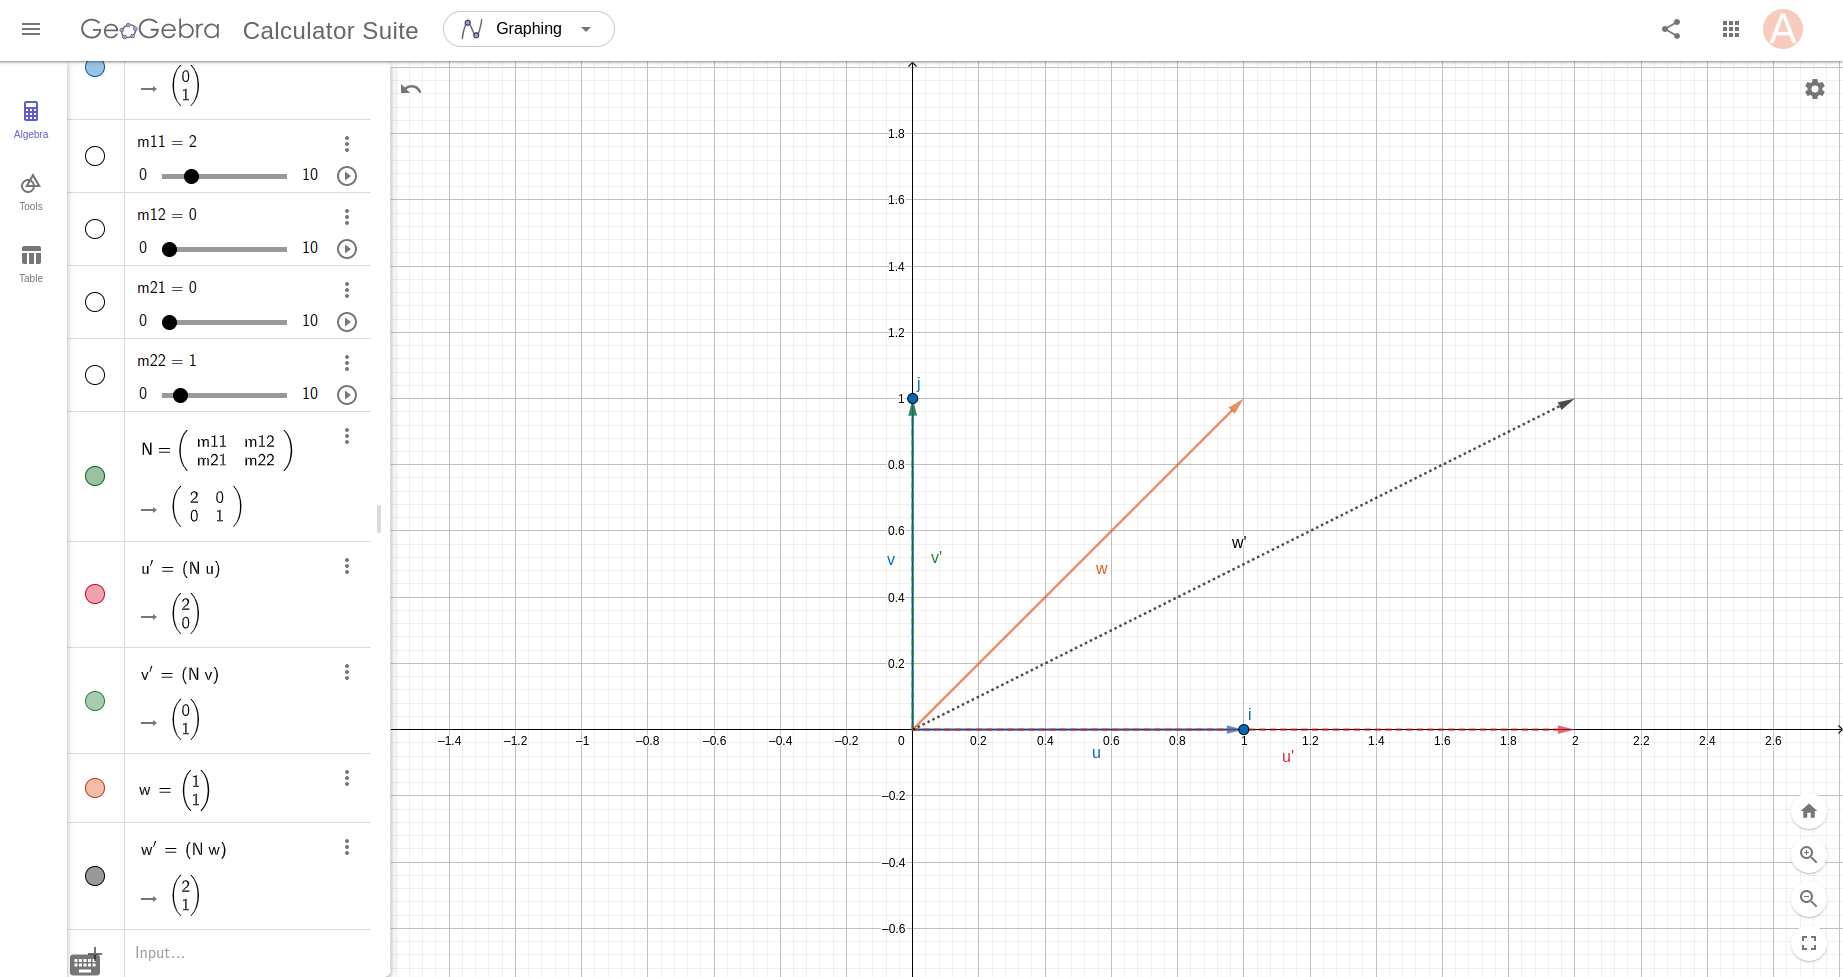 GeoGebra Calculator Suite Graphing A
Algebra
Tools
Table
→ (0
1)
m11 = 2
0 10
m12 = 0
0 10
m21 = 0
0 10
m22 = 1
0 10
N = (m11 m12
m21 m22)
→ (2 0
0 1)
u′ = (N u)
→ (2
0)
v′ = (N v)
→ (0
1)
w = (1
1)
w′ = (N w)
→ (2
1)
Input…
1.8
1.6
1.4
1.2
j
1
0.8
0.6
w'
v v'
w
0.4
0.2
i
–1.4 –1.2 –1 –0.8 –0.6 –0.4 –0.2 0 0.2 0.4 0.6 0.8 1 1.2 1.4 1.6 1.8 2 2.2 2.4 2.6
u u'
–0.2
–0.4
–0.6